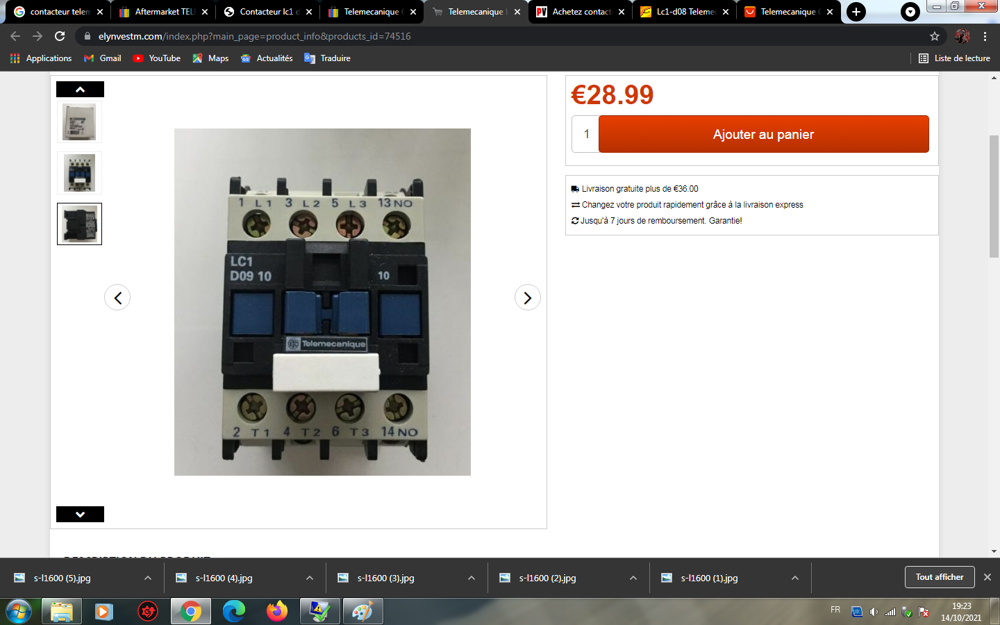 contacteur telem
Aftermarket TEL
Contacteur lc1 d
Telemecanique
Telemecanique l
Achetez contact
Lc1-d08 Teleme
Telemecanique
elynvestm.com/index.php?main_page=product_info&products_id=74516
Applications
Gmail
YouTube
Maps
Actualités
Traduire
Liste de lecture
€28.99
1
Ajouter au panier
Livraison gratuite plus de €36.00
Changez votre produit rapidement grâce à la livraison express
Jusqu'à 7 jours de remboursement. Garantie!
1 L1 3 L2 5 L3 13 NO
LC1
D09 10
10
Telemecanique
2 T1 4 T2 6 T3 14 NO
DESCRIPTION DU PRODUIT
s-l1600 (5).jpg
s-l1600 (4).jpg
s-l1600 (3).jpg
s-l1600 (2).jpg
s-l1600 (1).jpg
Tout afficher
FR
19:23
14/10/2021